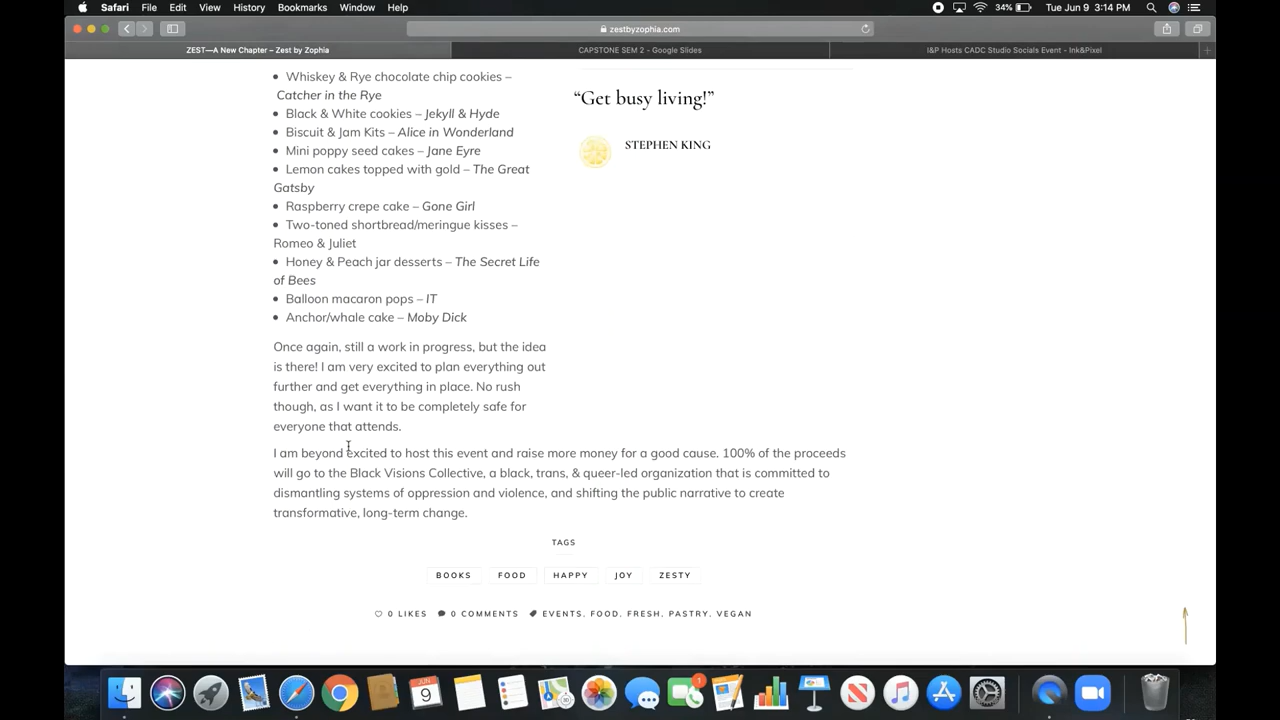 Safari File Edit View History Bookmarks Window Help 34% Tue Jun 9 3:14 PM
zestbyzophia.com
ZEST—A New Chapter – Zest by Zophia
CAPSTONE SEM 2 - Google Slides
I&P Hosts CADC Studio Socials Event - Ink&Pixel
• Whiskey & Rye chocolate chip cookies –
Catcher in the Rye
• Black & White cookies – Jekyll & Hyde
• Biscuit & Jam Kits – Alice in Wonderland
• Mini poppy seed cakes – Jane Eyre
• Lemon cakes topped with gold – The Great
Gatsby
• Raspberry crepe cake – Gone Girl
• Two-toned shortbread/meringue kisses –
Romeo & Juliet
• Honey & Peach jar desserts – The Secret Life
of Bees
• Balloon macaron pops – IT
• Anchor/whale cake – Moby Dick
“Get busy living!”
STEPHEN KING
Once again, still a work in progress, but the idea
is there! I am very excited to plan everything out
further and get everything in place. No rush
though, as I want it to be completely safe for
everyone that attends.
I am beyond excited to host this event and raise more money for a good cause. 100% of the proceeds
will go to the Black Visions Collective, a black, trans, & queer-led organization that is committed to
dismantling systems of oppression and violence, and shifting the public narrative to create
transformative, long-term change.
TAGS
BOOKS FOOD HAPPY JOY ZESTY
0 LIKES 0 COMMENTS EVENTS, FOOD, FRESH, PASTRY, VEGAN
JUN
9
1